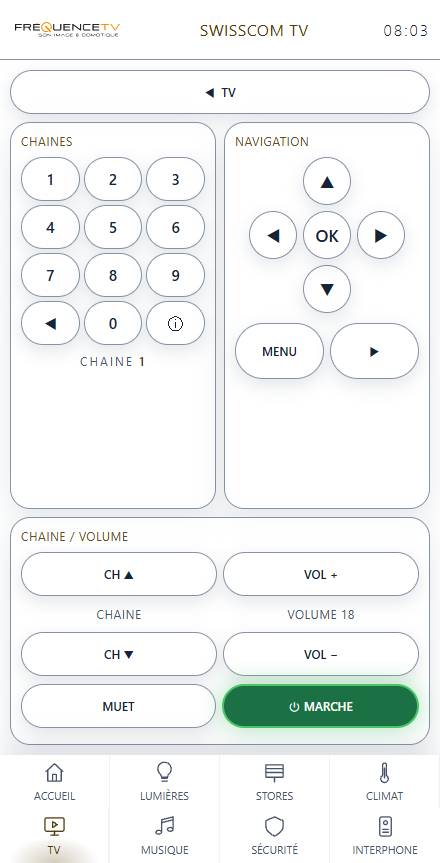 FRÉQUENCETV
SON IMAGE & DOMOTIQUE
SWISSCOM TV
08:03
◀ TV
CHAINES
1 2 3
4 5 6
7 8 9
◀ 0 ⓘ
CHAINE 1
NAVIGATION
▲
◀ OK ▶
▼
MENU ▶
CHAINE / VOLUME
CH ▲ VOL +
CHAINE VOLUME 18
CH ▼ VOL −
MUET ⏻ MARCHE
ACCUEIL LUMIÈRES STORES CLIMAT
TV MUSIQUE SÉCURITÉ INTERPHONE